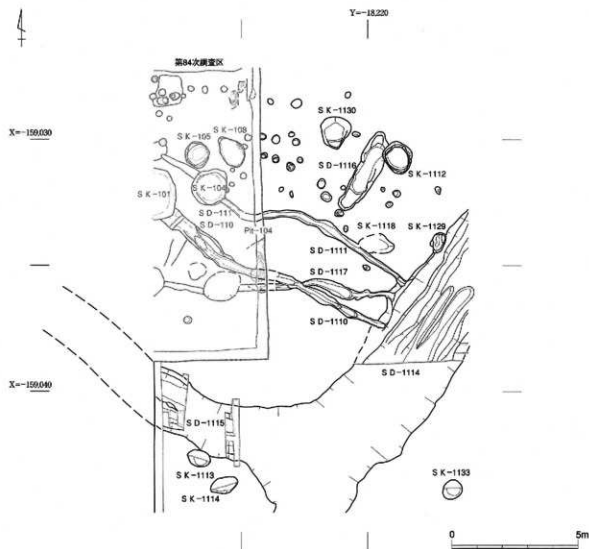 Y=-18,220
第84次調査区
X=-159,030
SK-1130
SK-105
SK-108
SD-1116
SK-1112
SK-101
SK-104
SD-111
SD-110
Pit-104
SK-1118
SK-1129
SD-1111
SD-1117
SD-1110
SD-1114
X=-159,040
SD-1115
SK-1113
SK-1114
SK-1133
0
5m